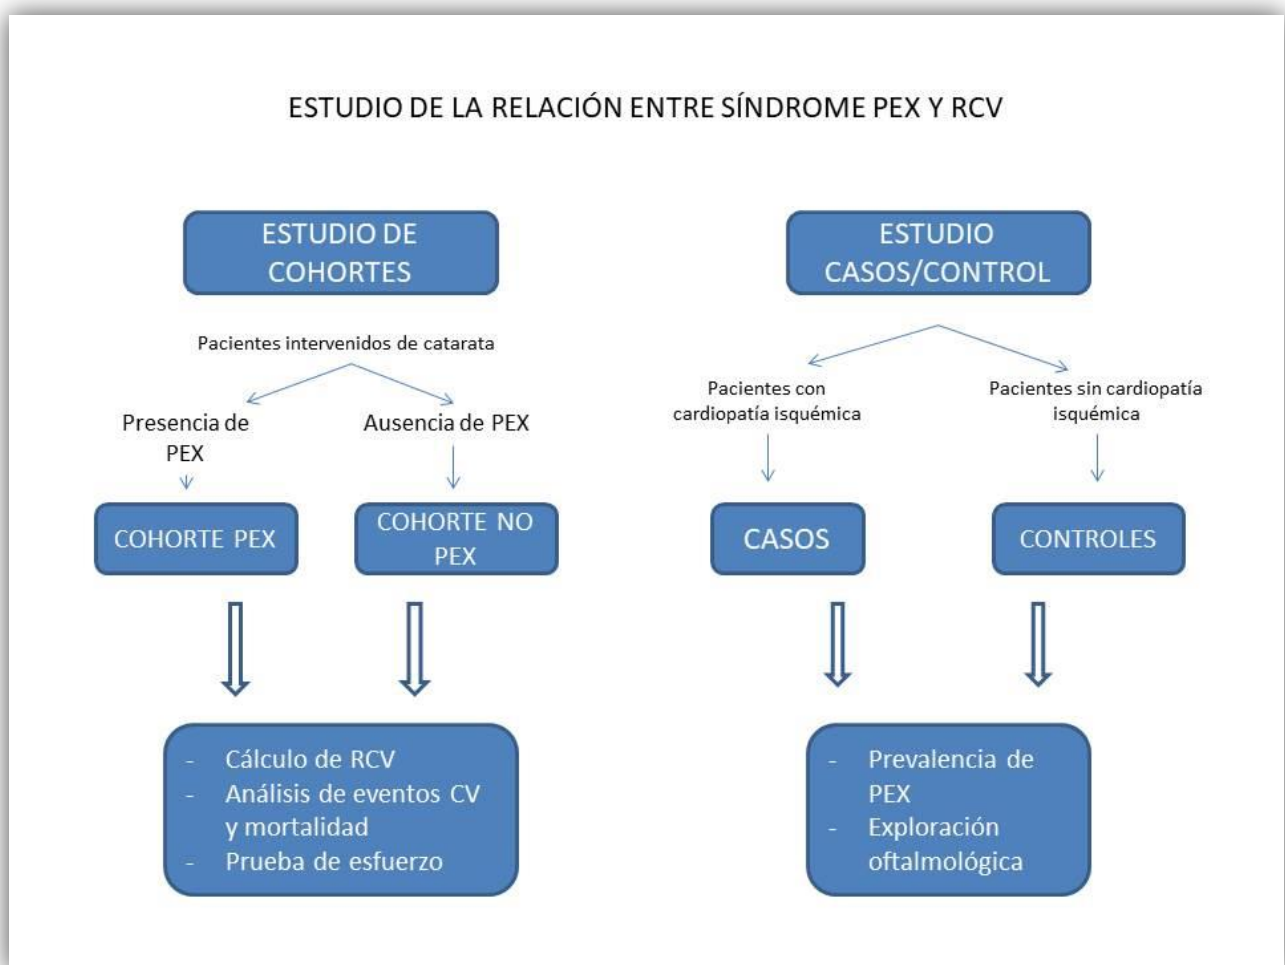 ESTUDIO DE LA RELACIÓN ENTRE SÍNDROME PEX Y RCV
ESTUDIO DE
COHORTES
Pacientes intervenidos de catarata
Presencia de
PEX
Ausencia de PEX
COHORTE PEX
COHORTE NO
PEX
- Cálculo de RCV
- Análisis de eventos CV
y mortalidad
- Prueba de esfuerzo
ESTUDIO
CASOS/CONTROL
Pacientes con
cardiopatía isquémica
Pacientes sin cardiopatía
isquémica
CASOS
CONTROLES
- Prevalencia de
PEX
- Exploración
oftalmológica